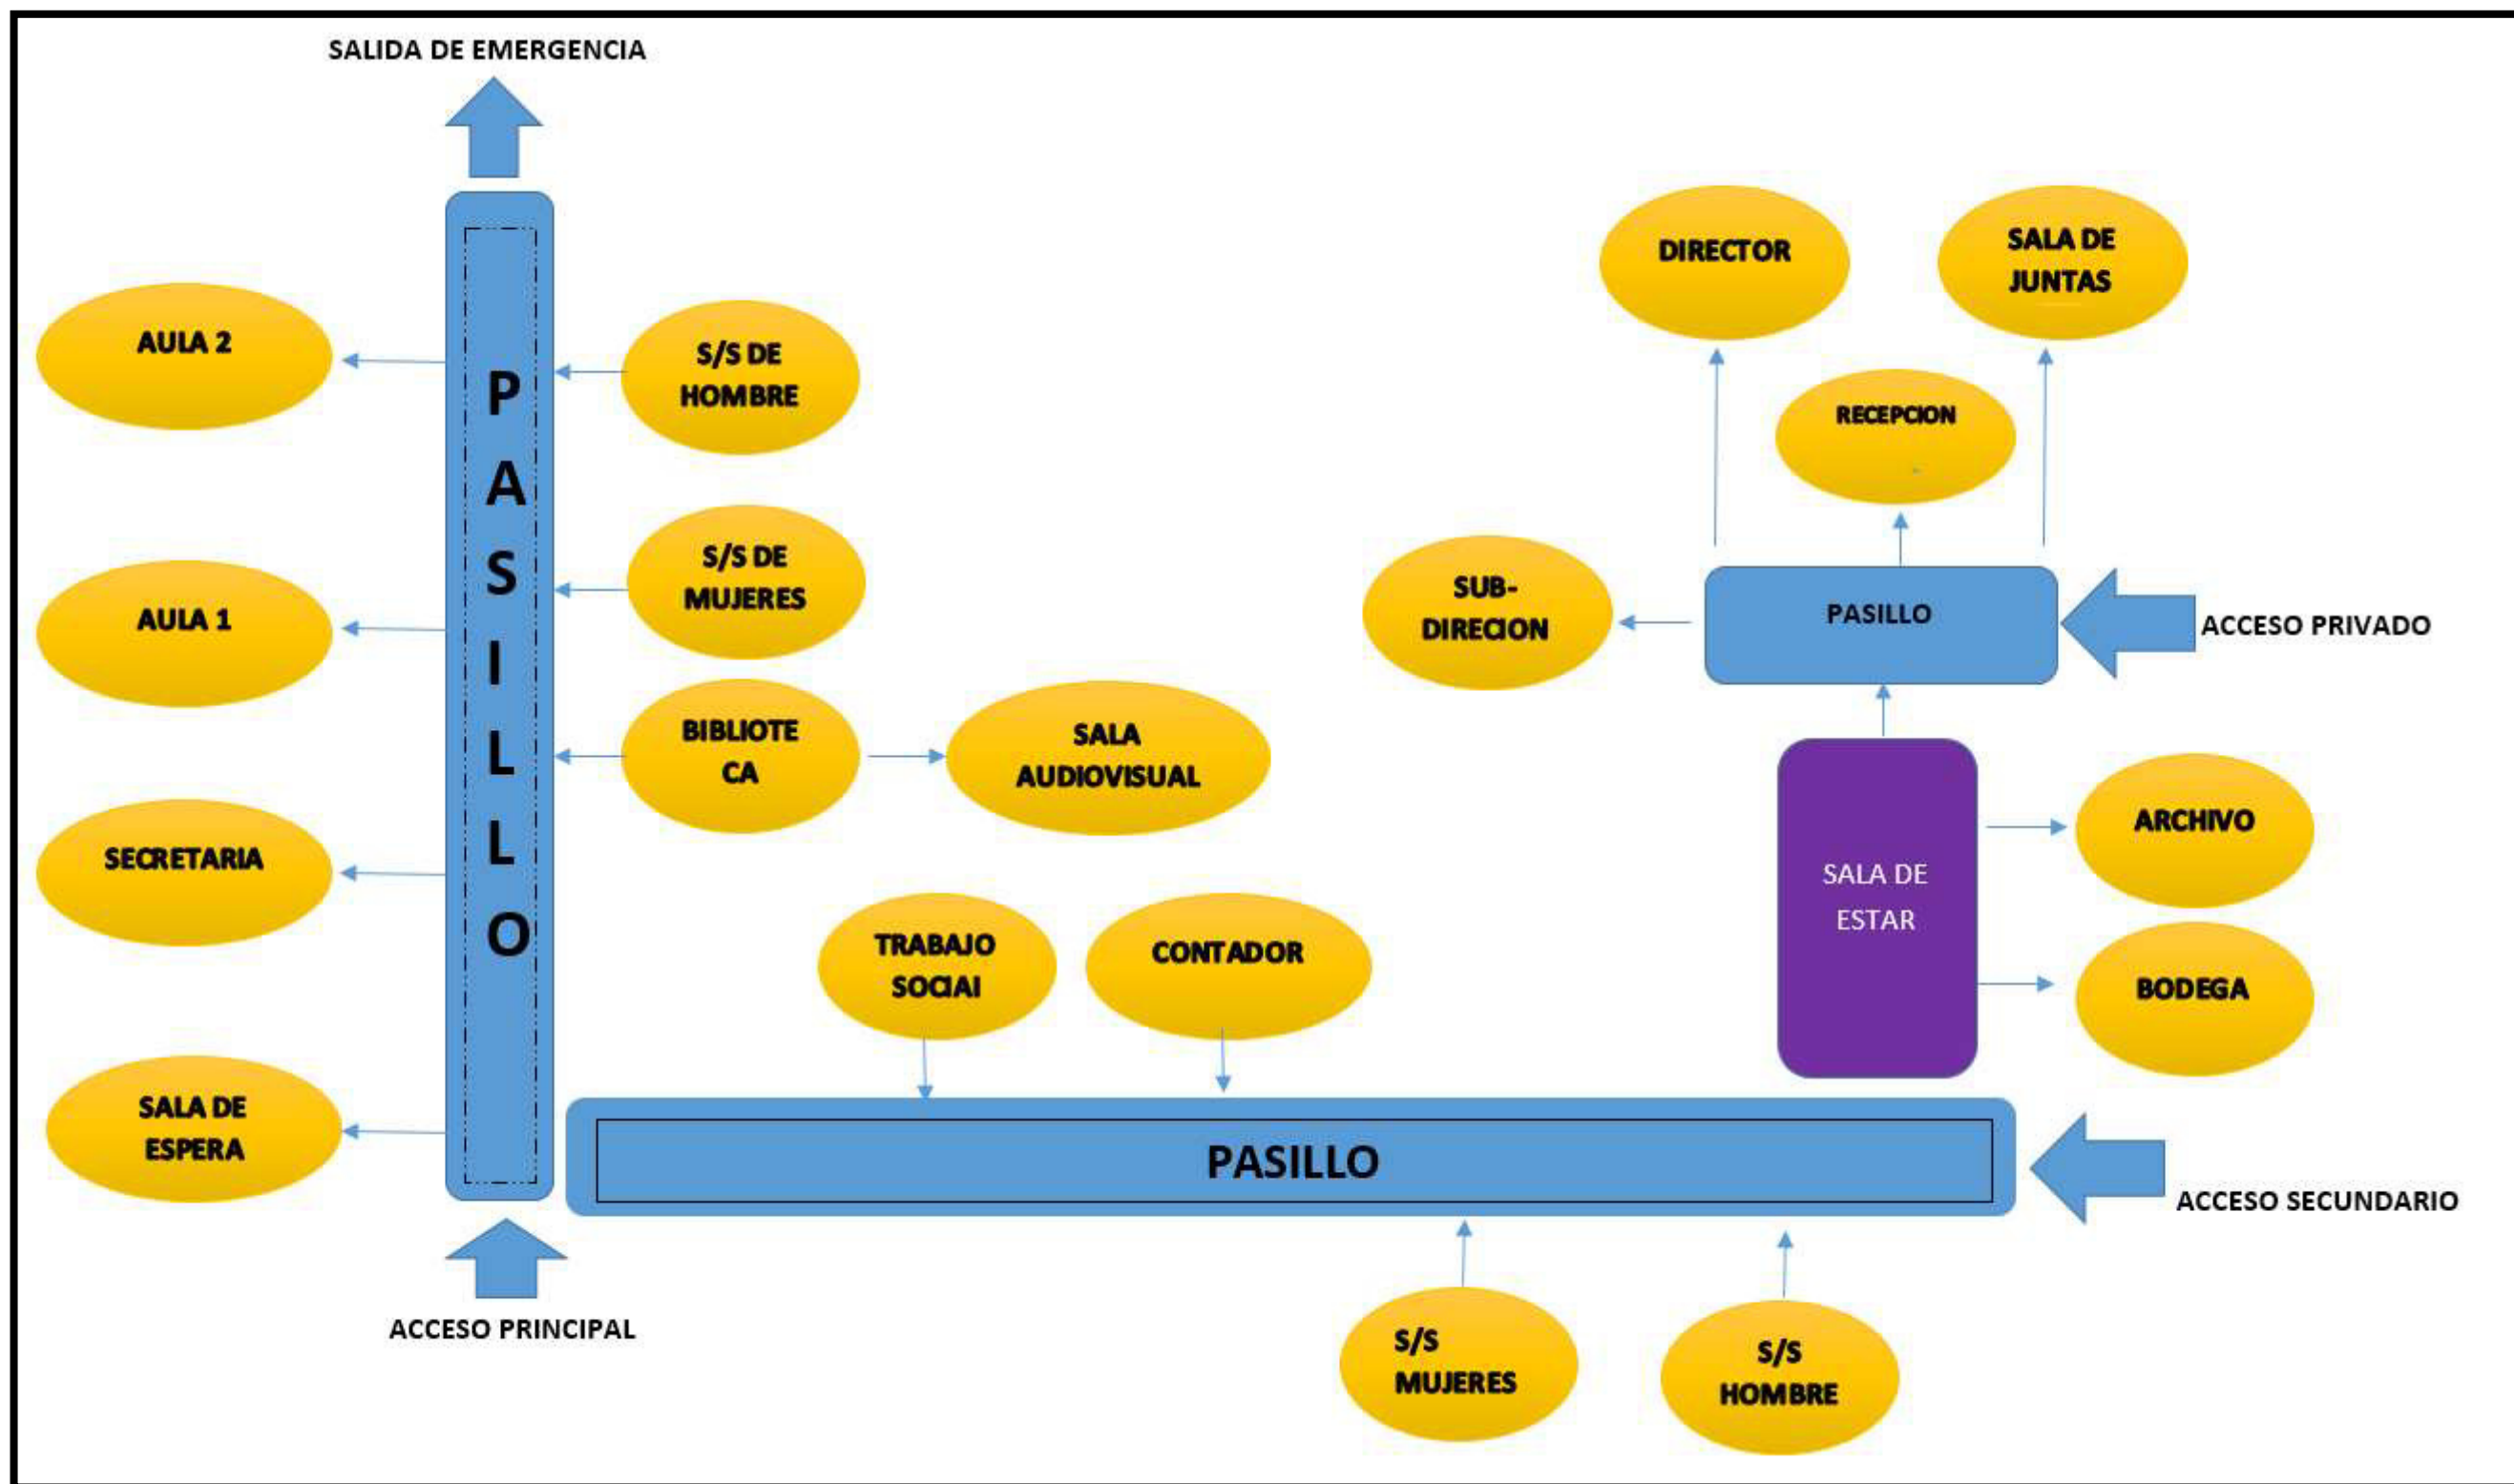 SALIDA DE EMERGENCIA
AULA 2
AULA 1
SECRETARIA
SALA DE
ESPERA
P
A
S
I
L
L
O
ACCESO PRINCIPAL
S/S DE
HOMBRE
S/S DE
MUJERES
BIBLIOTE
CA
SALA
AUDIOVISUAL
TRABAJO
SOCIAI
CONTADOR
PASILLO
S/S
MUJERES
S/S
HOMBRE
ACCESO SECUNDARIO
DIRECTOR
SALA DE
JUNTAS
RECEPCION
SUB-
DIRECION
PASILLO
ACCESO PRIVADO
SALA DE
ESTAR
ARCHIVO
BODEGA